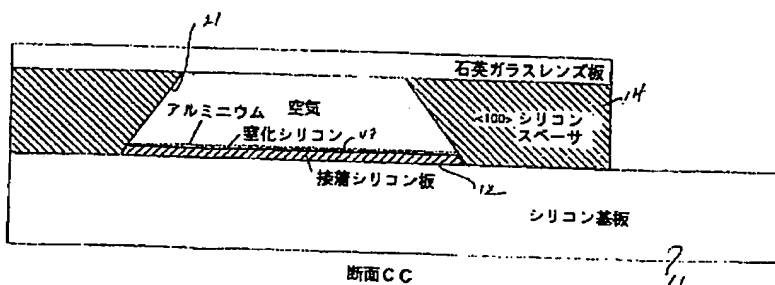 21
石英ガラスレンズ板
14
アルミニウム
空気
<100> シリコン
スペーサ
窒化シリコン
接着シリコン板
12
シリコン基板
11
断面CC